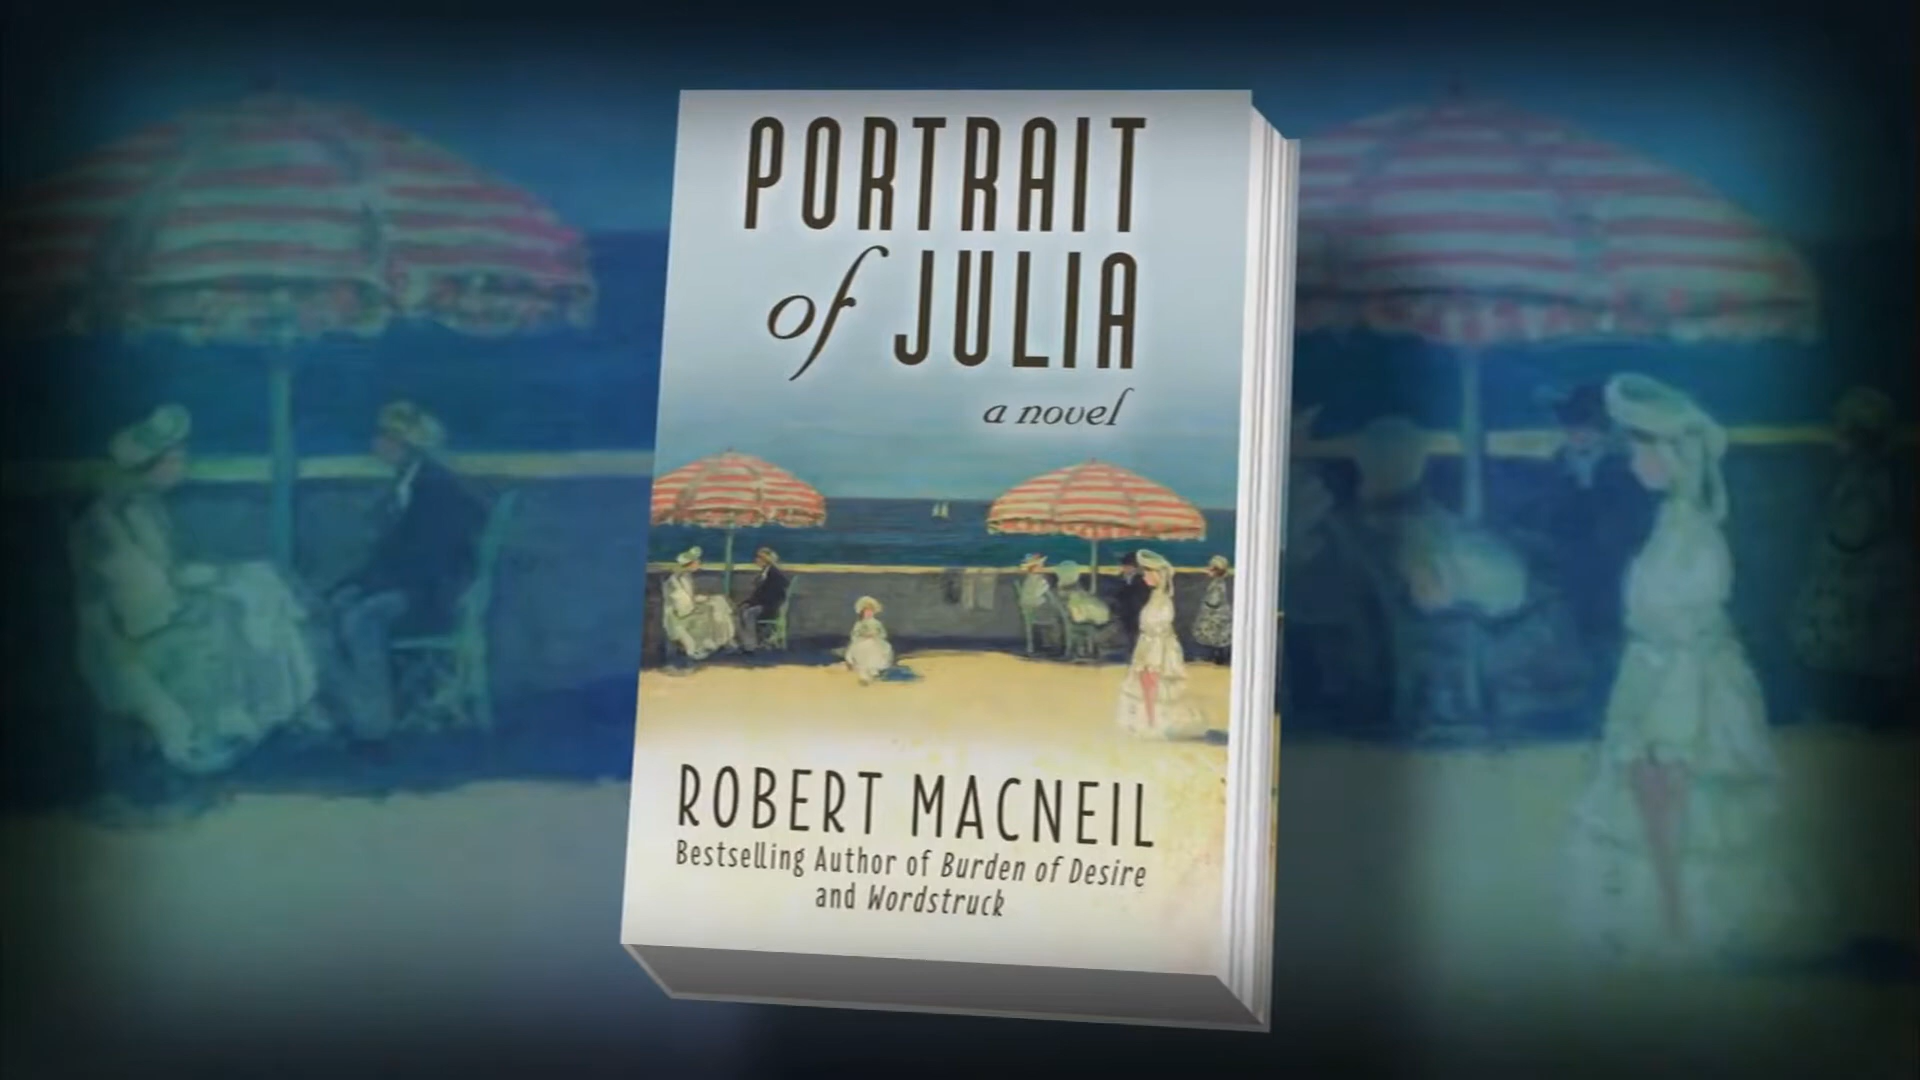 PORTRAIT
of JULIA
a novel
ROBERT MACNEIL
Bestselling Author of Burden of Desire
and Wordstruck